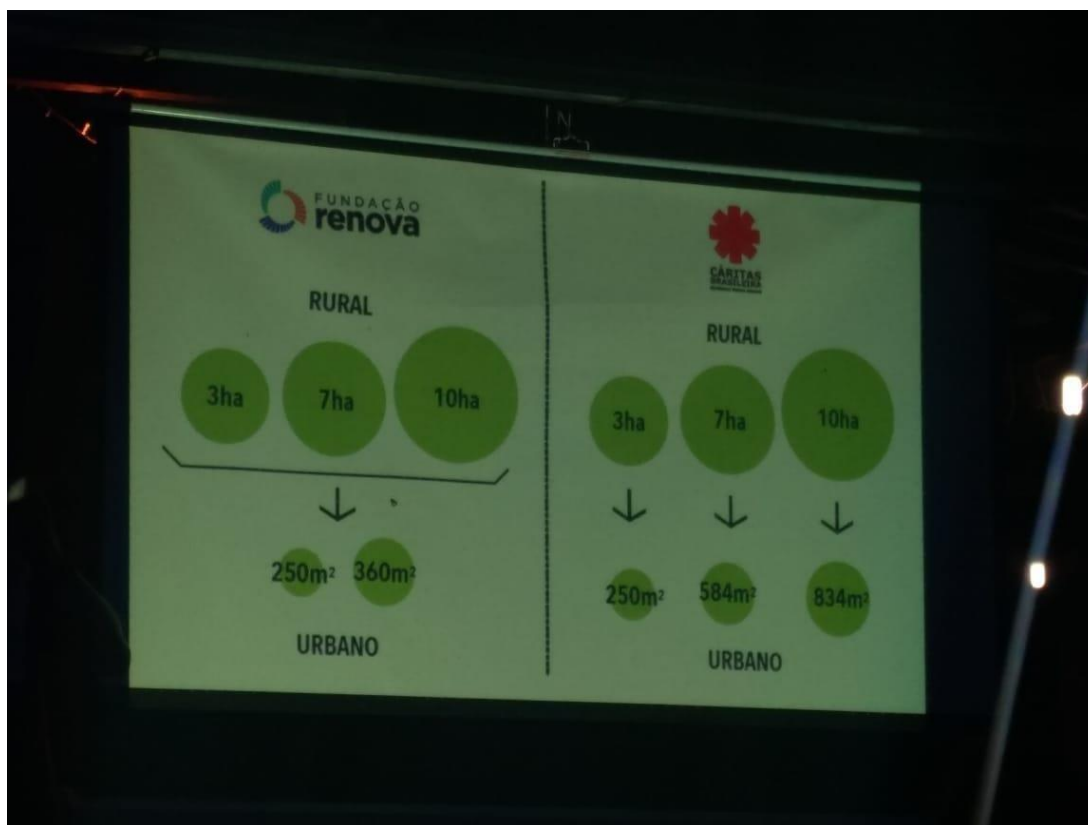 FUNDAÇÃO
renova
RURAL
3ha
7ha
10ha
250m²
360m²
URBANO
CÁRITAS
BRASILEIRA
RURAL
3ha
7ha
10ha
250m²
584m²
834m²
URBANO